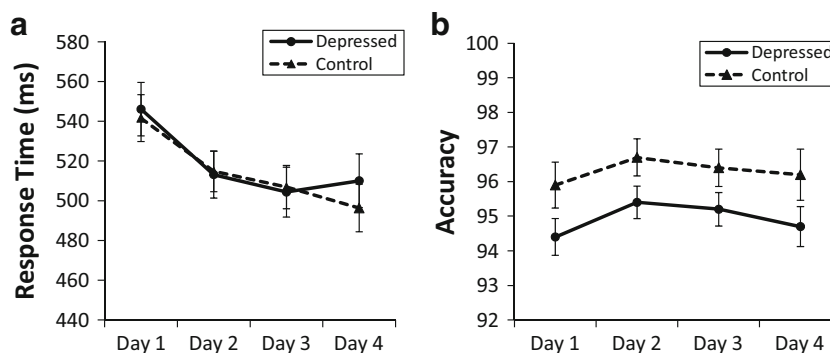 a
Response Time (ms)
580
560
540
520
500
480
460
440
Depressed
Control
Day 1 Day 2 Day 3 Day 4
b
Accuracy
100
99
98
97
96
95
94
93
92
Depressed
Control
Day 1 Day 2 Day 3 Day 4